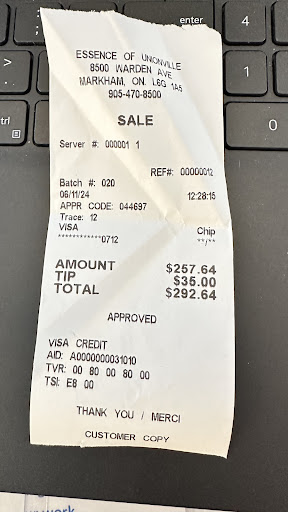 enter
4
>
.
1
ctrl
0
ESSENCE OF UNIONVILLE
8500 WARDEN AVE
MARKHAM, ON. L6G 1A5
905-470-8500
SALE
Server #: 000001 1
REF#: 00000012
Batch #: 020
06/11/24 12:28:15
APPR CODE: 044697
Trace: 12
VISA Chip
************0712 **/**
AMOUNT $257.64
TIP $35.00
TOTAL $292.64
APPROVED
VISA CREDIT
AID: A0000000031010
TVR: 00 80 00 80 00
TSI: E8 00
THANK YOU / MERCI
CUSTOMER COPY
work